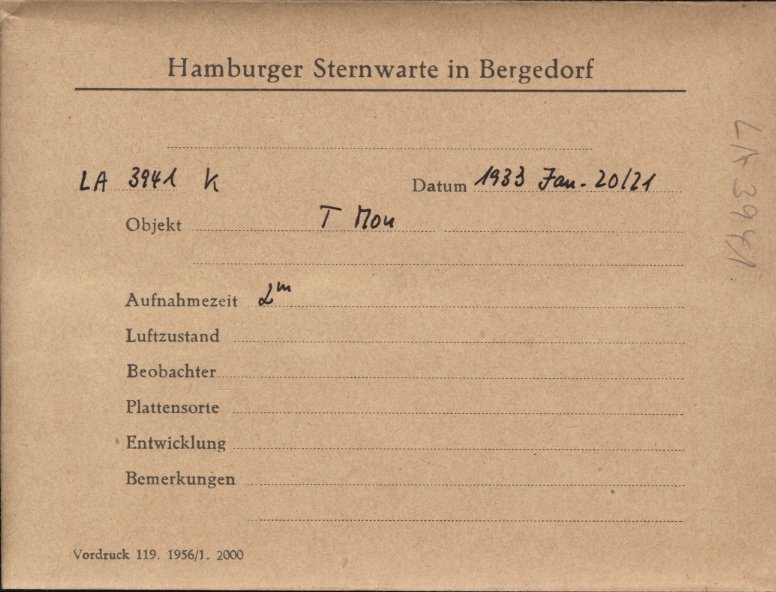 Hamburger Sternwarte in Bergedorf
LA 3941 K Datum 1933 Jan. 20/21
Objekt T Mon
Aufnahmezeit 2m
Luftzustand
Beobachter
Plattensorte
Entwicklung
Bemerkungen
Vordruck 119. 1956/1. 2000
LA 3941